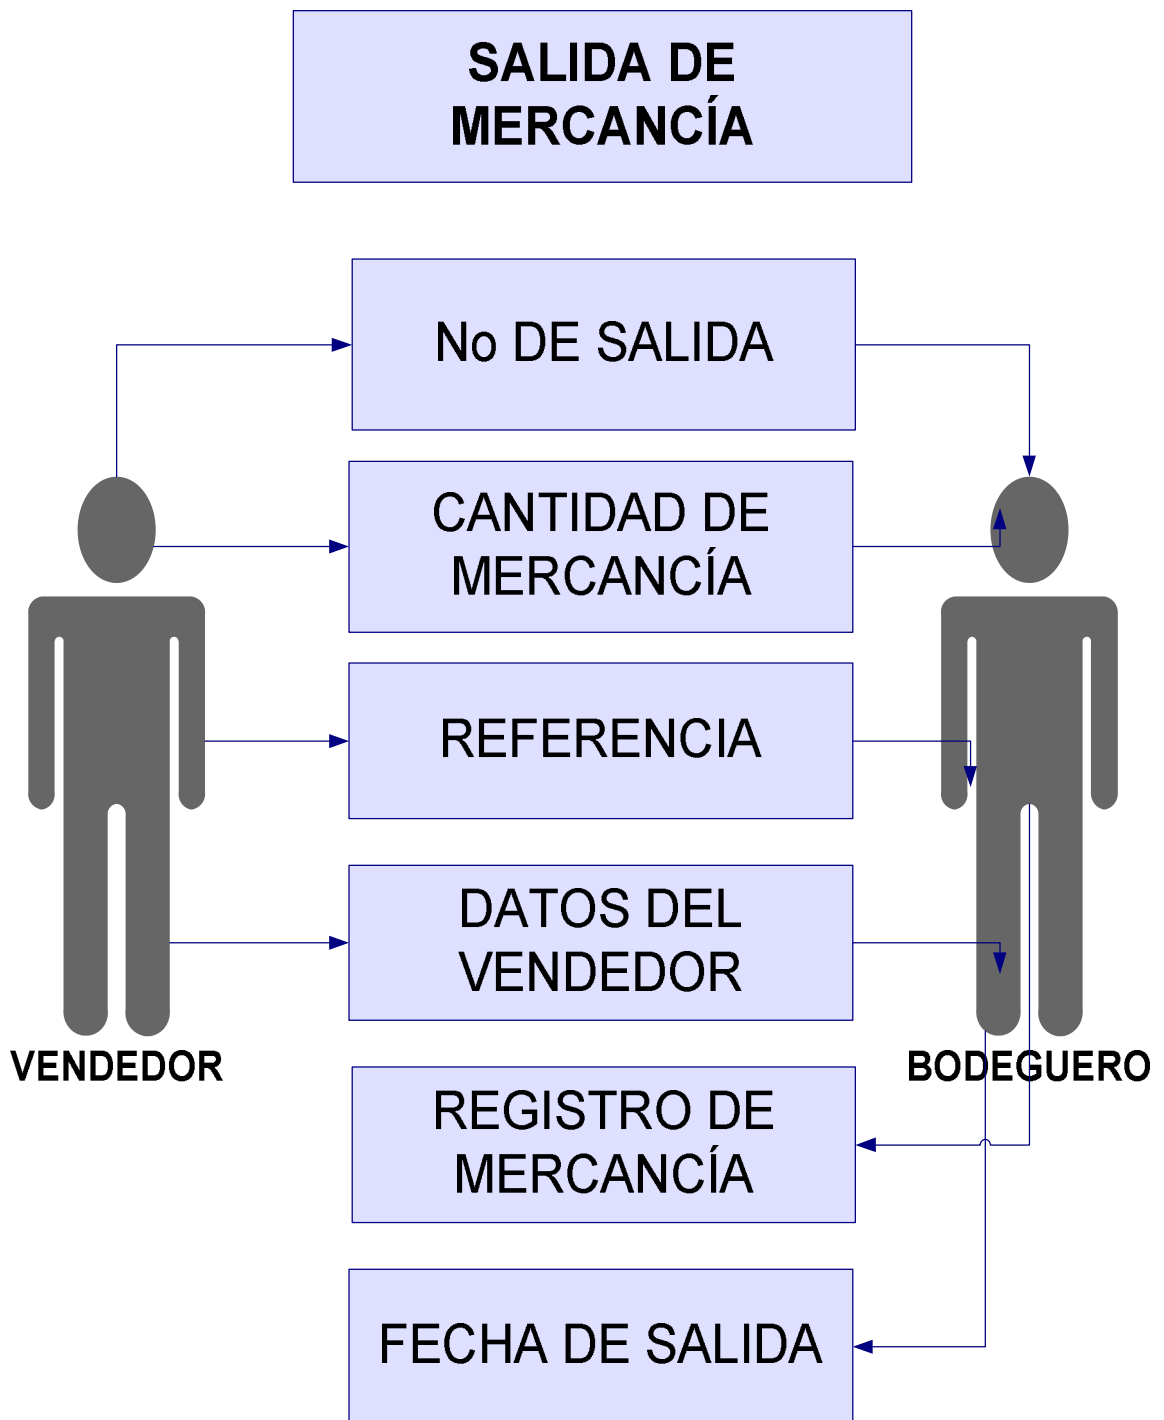 SALIDA DE
MERCANCÍA
No DE SALIDA
CANTIDAD DE
MERCANCÍA
REFERENCIA
DATOS DEL
VENDEDOR
VENDEDOR
BODEGUERO
REGISTRO DE
MERCANCÍA
FECHA DE SALIDA